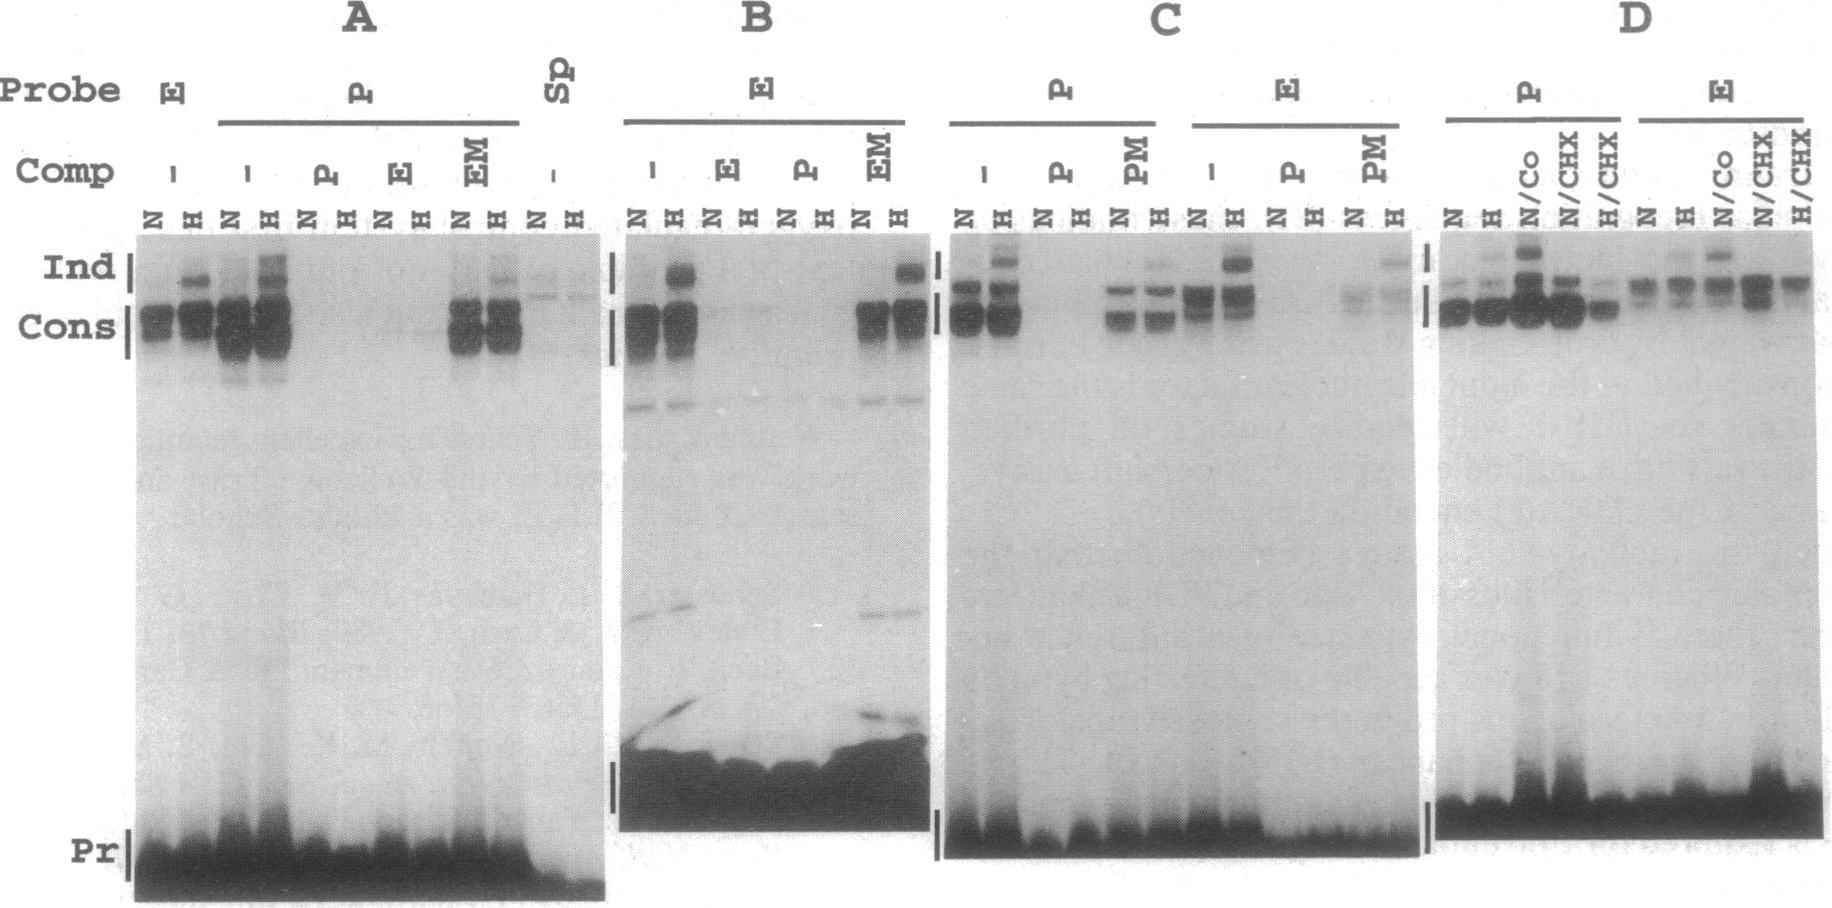 A B C D
Probe E P Sp E P E P E
Comp - - P E EM - - E P EM - P PM - P PM N/Co N/CHX H/CHX N/Co N/CHX H/CHX
N H N H N H N H N H N H N H N H N H N H N H N H N H N H N H N H N H N H
Ind
Cons
Pr